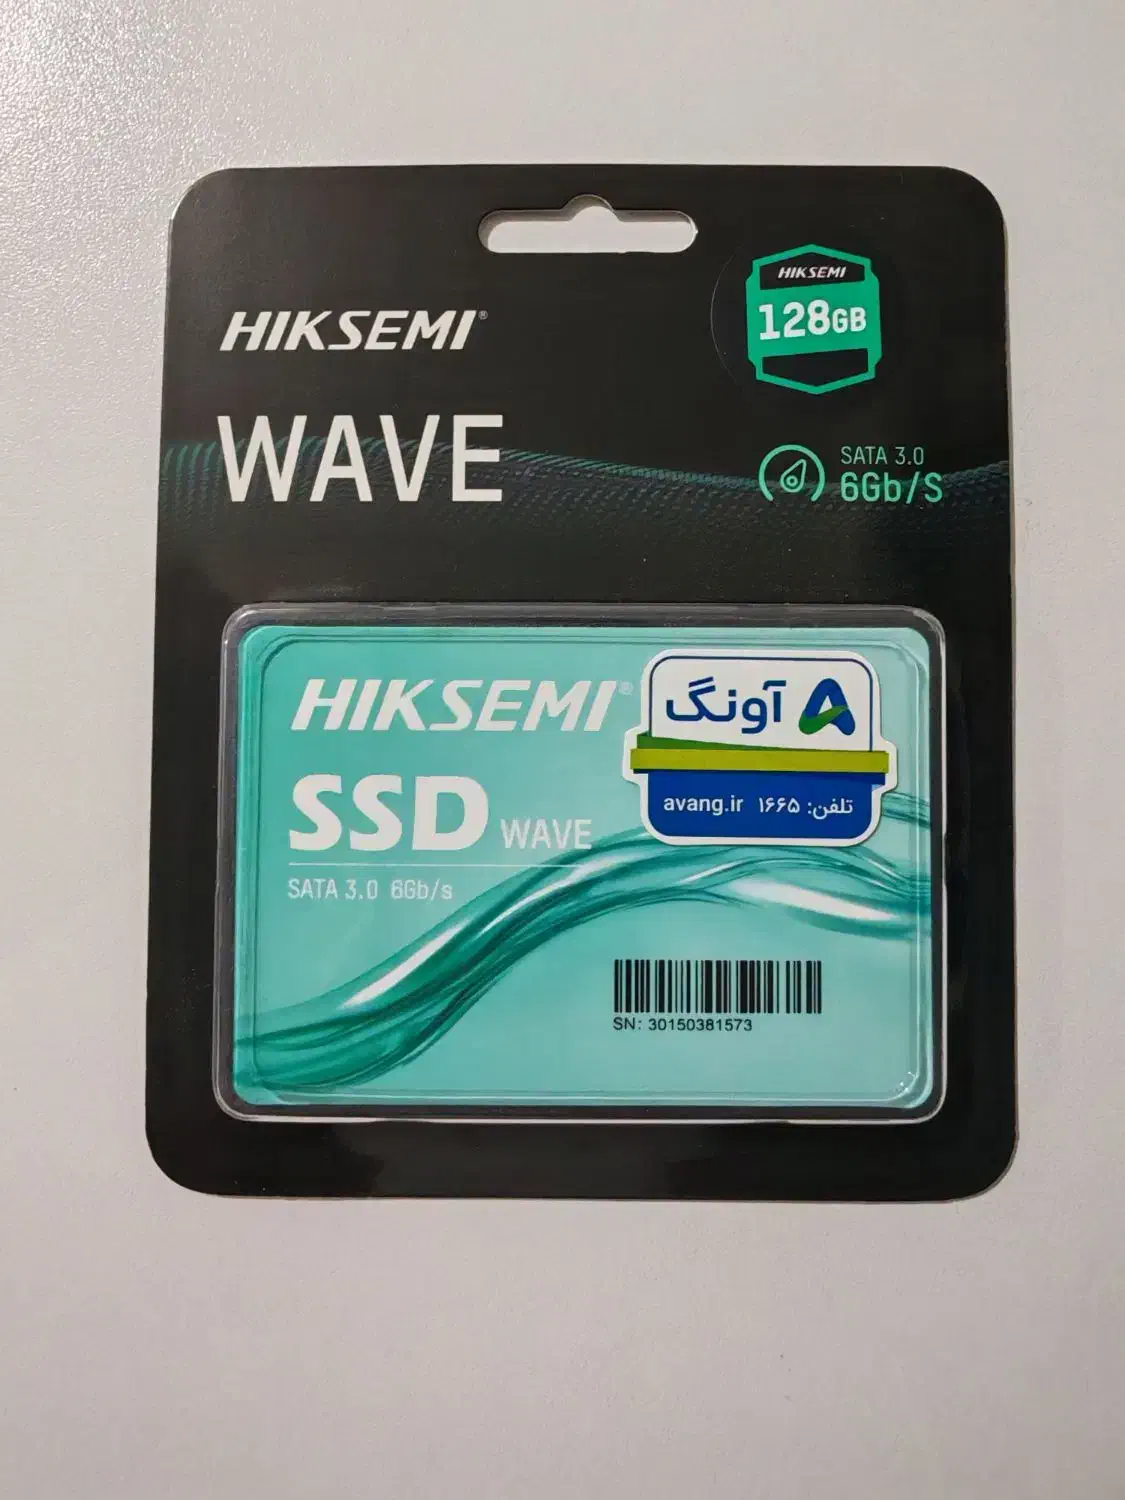 HIKSEMI
128GB
HIKSEMI®
WAVE
SATA 3.0
6Gb/S
HIKSEMI®
آونگ
SSD WAVE
تلفن: ۱۶۶۵ avang.ir
SATA 3.0 6Gb/s
SN: 30150381573